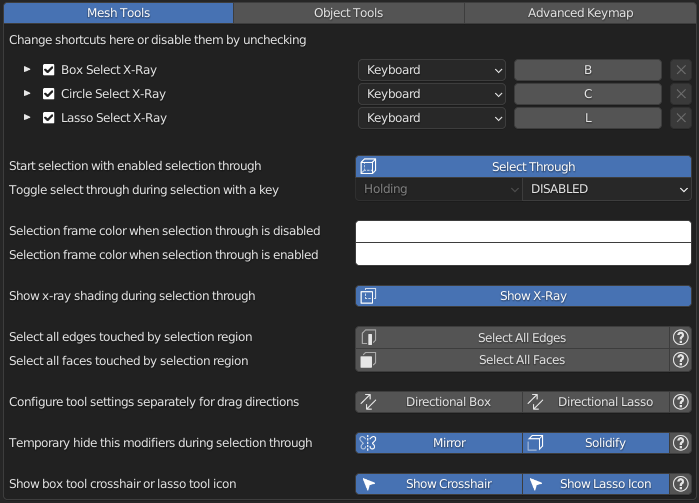 Mesh Tools Object Tools Advanced Keymap
Change shortcuts here or disable them by unchecking
Box Select X-Ray Keyboard B
Circle Select X-Ray Keyboard C
Lasso Select X-Ray Keyboard L
Start selection with enabled selection through Select Through
Toggle select through during selection with a key Holding DISABLED
Selection frame color when selection through is disabled
Selection frame color when selection through is enabled
Show x-ray shading during selection through Show X-Ray
Select all edges touched by selection region Select All Edges ?
Select all faces touched by selection region Select All Faces ?
Configure tool settings separately for drag directions Directional Box Directional Lasso ?
Temporary hide this modifiers during selection through Mirror Solidify ?
Show box tool crosshair or lasso tool icon Show Crosshair Show Lasso Icon ?